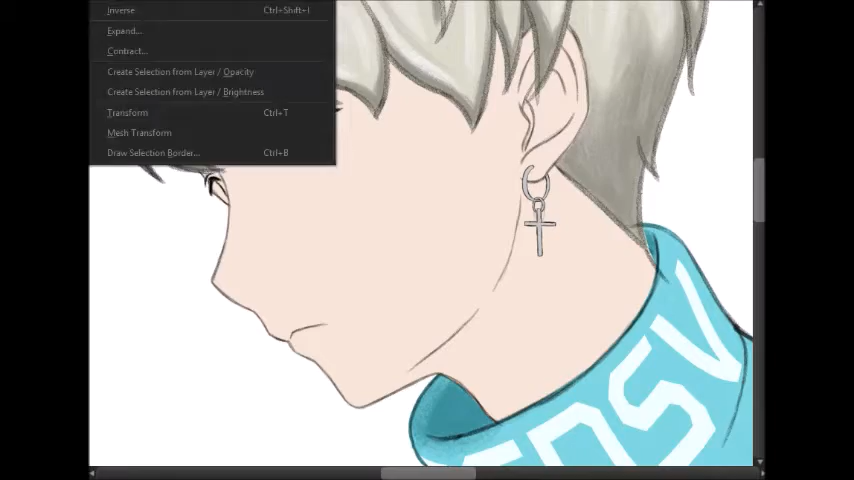 Inverse Ctrl+Shift+I
Expand...
Contract...
Create Selection from Layer / Opacity
Create Selection from Layer / Brightness
Transform Ctrl+T
Mesh Transform
Draw Selection Border... Ctrl+B